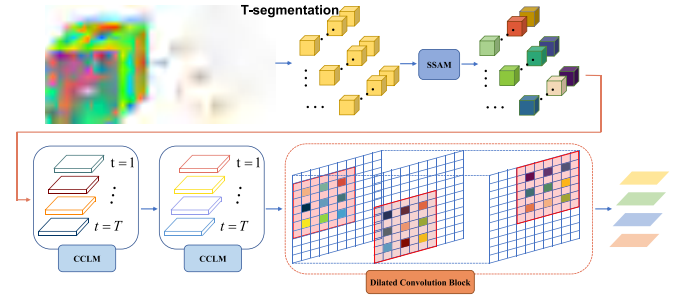 T-segmentation
SSAM
t = 1
t = T
CCLM
t = 1
t = T
CCLM
Dilated Convolution Block